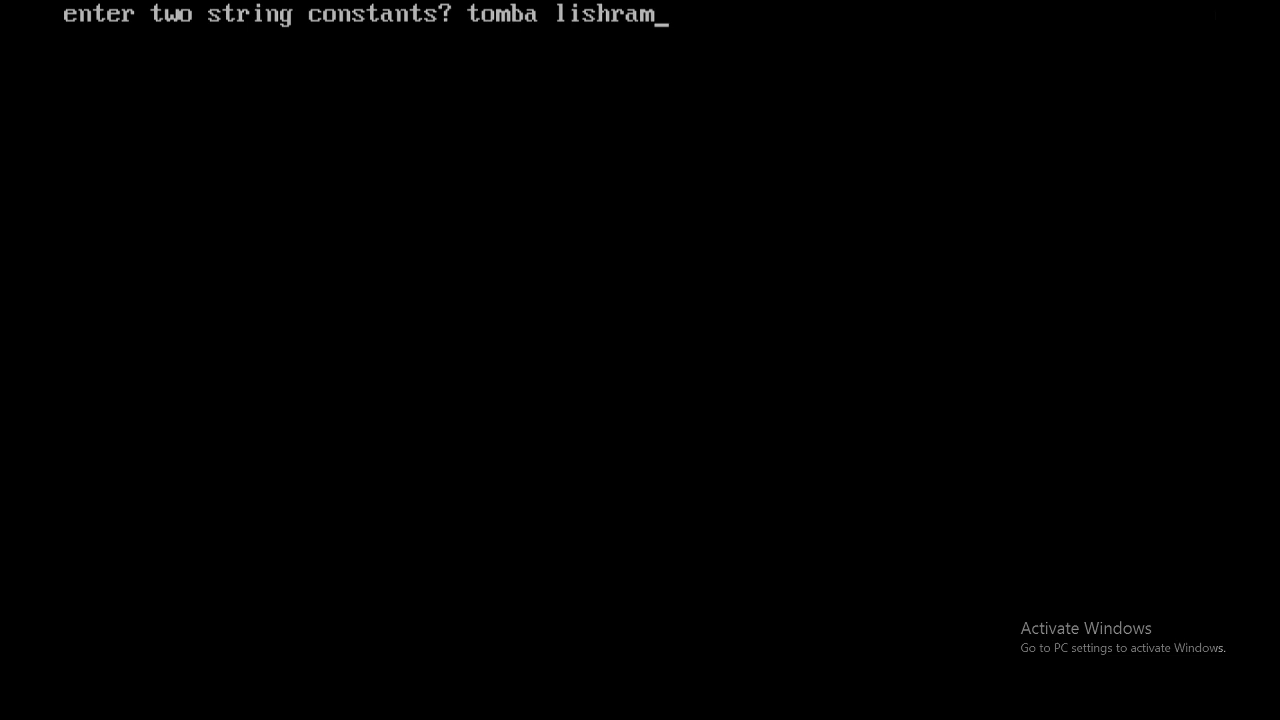 enter two string constants? tomba lishram_
Activate Windows
Go to PC settings to activate Windows.